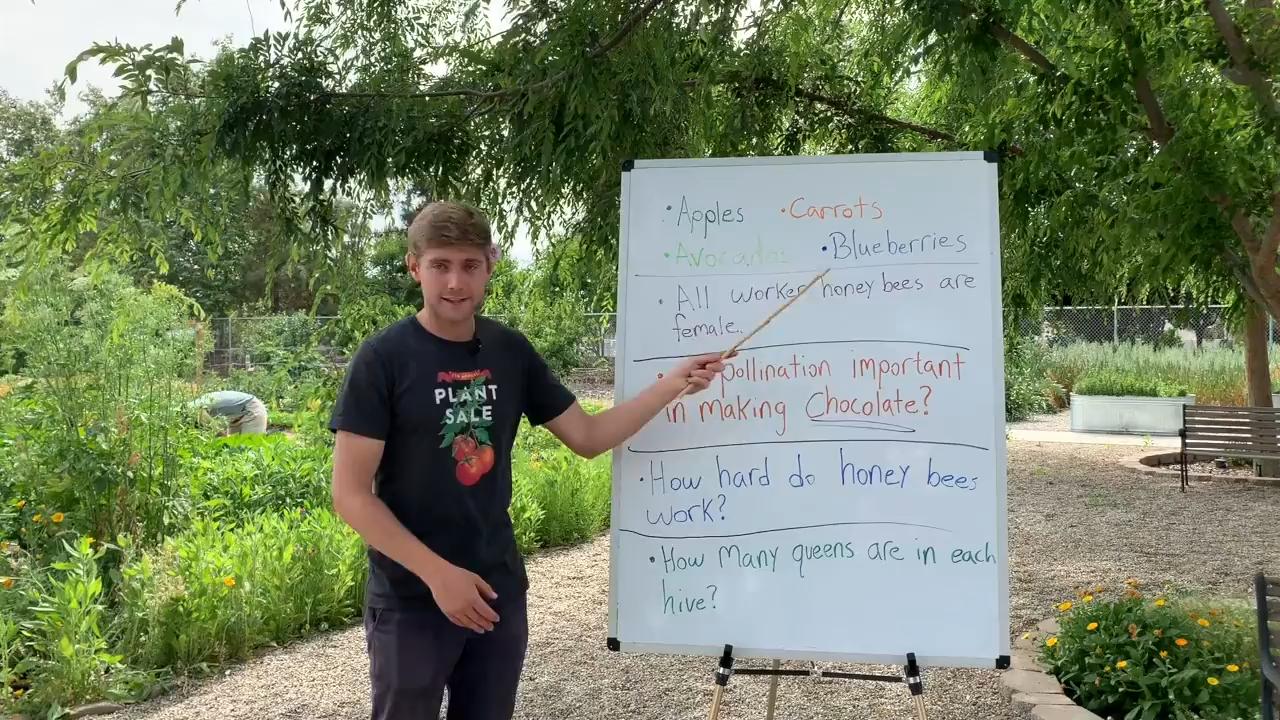 • Apples • Carrots
• Avocados • Blueberries
• All worker honey bees are
female.
• pollination important
in making Chocolate?
• How hard do honey bees
work?
• How Many queens are in each
hive?
PLANT
SALE